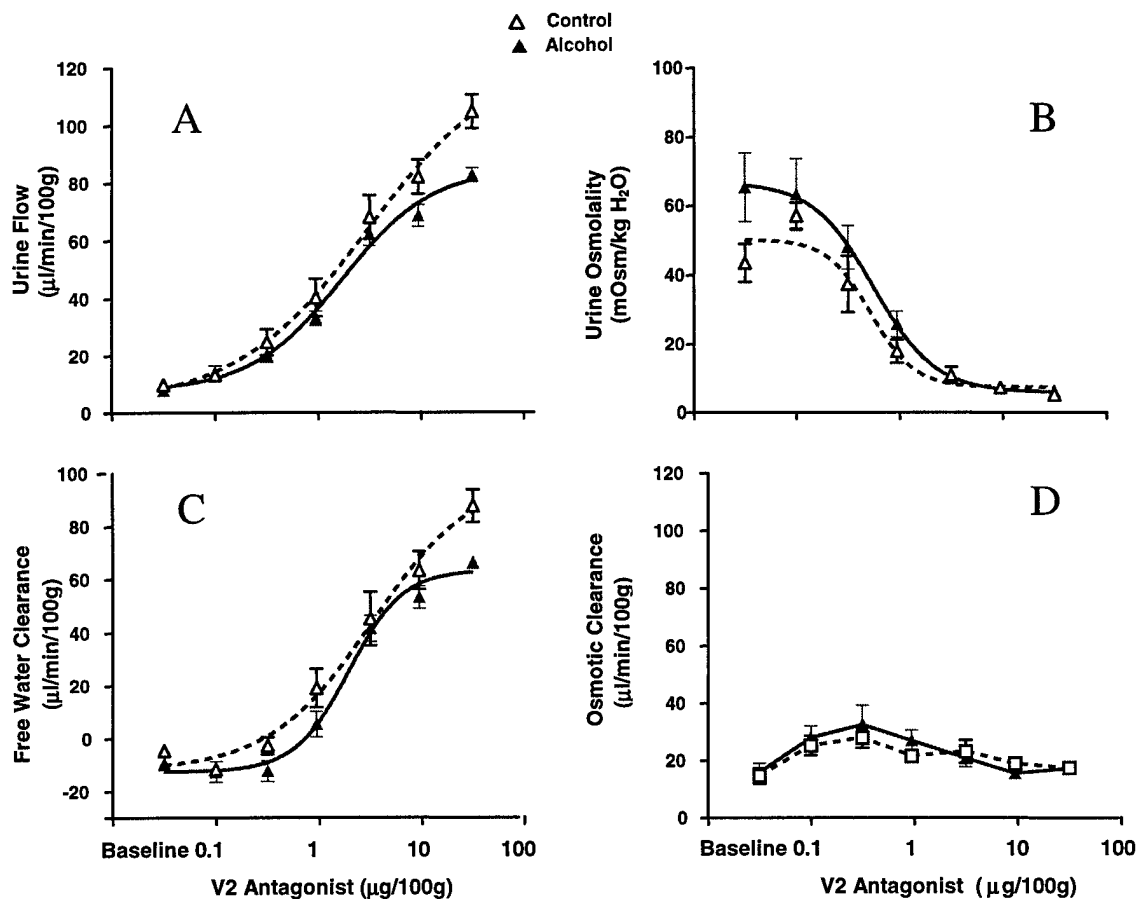 Control
Alcohol
A
Urine Flow
(µl/min/100g)
120
100
80
60
40
20
0
B
Urine Osmolality
(mOsm/kg H₂O)
100
80
60
40
20
0
C
Free Water Clearance
(µl/min/100g)
100
80
60
40
20
0
-20
Baseline 0.1 1 10 100
V2 Antagonist (µg/100g)
D
Osmotic Clearance
(µl/min/100g)
120
100
80
60
40
20
0
Baseline 0.1 1 10 100
V2 Antagonist ( µg/100g)